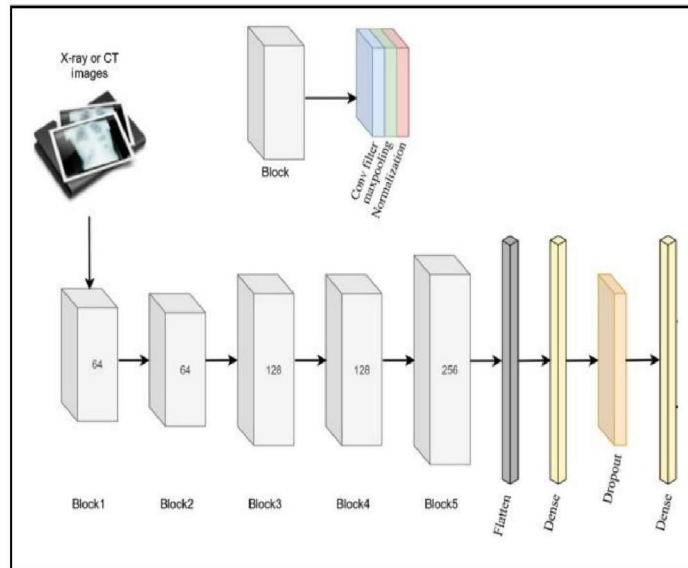 X-ray or CT
images
Block
Conv filter
maxpooling
Normalization
64
64
128
128
256
Block1
Block2
Block3
Block4
Block5
Flatten
Dense
Dropout
Dense